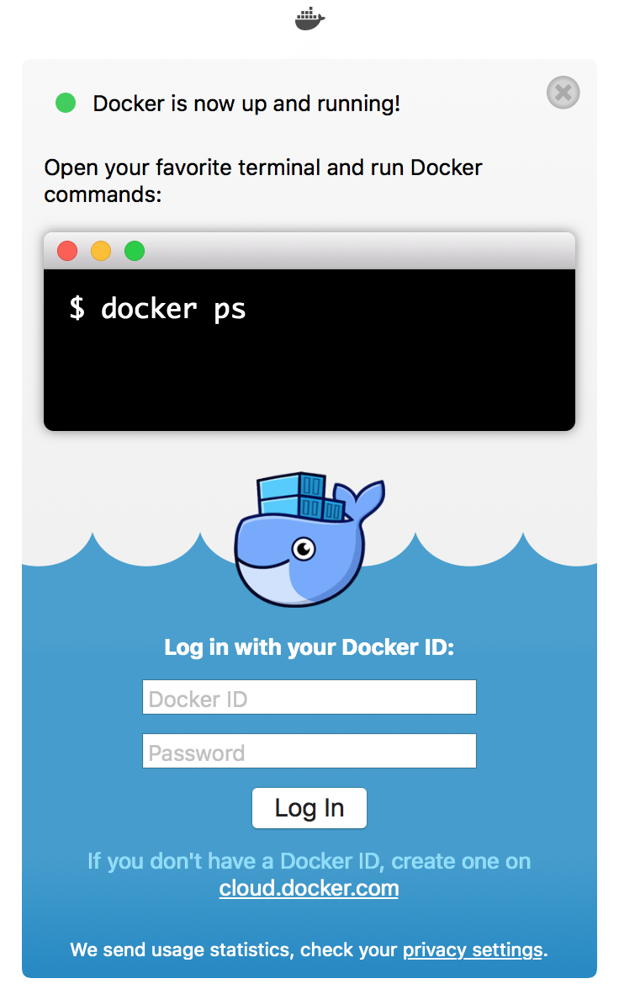 Docker is now up and running!
Open your favorite terminal and run Docker
commands:
$ docker ps
Log in with your Docker ID:
Docker ID
Password
Log In
If you don't have a Docker ID, create one on
cloud.docker.com
We send usage statistics, check your privacy settings.